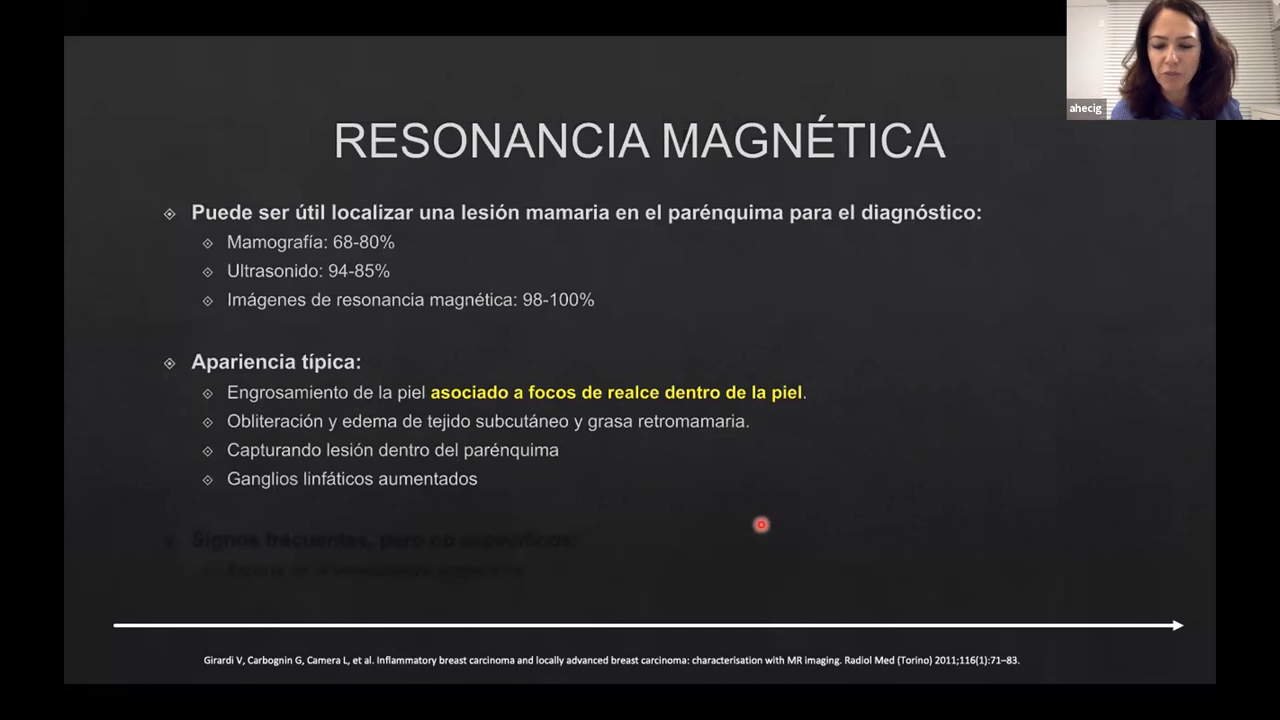 ahecig
RESONANCIA MAGNÉTICA
Puede ser útil localizar una lesión mamaria en el parénquima para el diagnóstico:
Mamografía: 68-80%
Ultrasonido: 94-85%
Imágenes de resonancia magnética: 98-100%
Apariencia típica:
Engrosamiento de la piel asociado a focos de realce dentro de la piel.
Obliteración y edema de tejido subcutáneo y grasa retromamaria.
Capturando lesión dentro del parénquima
Ganglios linfáticos aumentados
Signos frecuentes, pero no específicos
Girardi V, Carbognin G, Camera L, et al. Inflammatory breast carcinoma and locally advanced breast carcinoma: characterisation with MR imaging. Radiol Med (Torino) 2011;116(1):71–83.